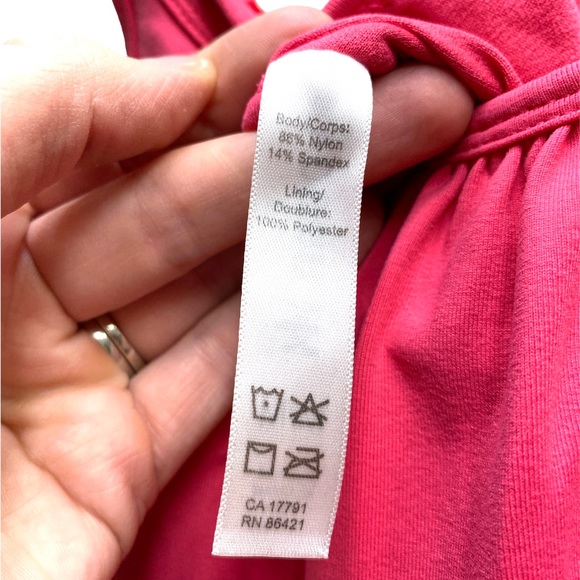 Body/Corps:
86% Nylon
14% Spandex
Lining/
Doublure:
100% Polyester
CA 17791
RN 86421